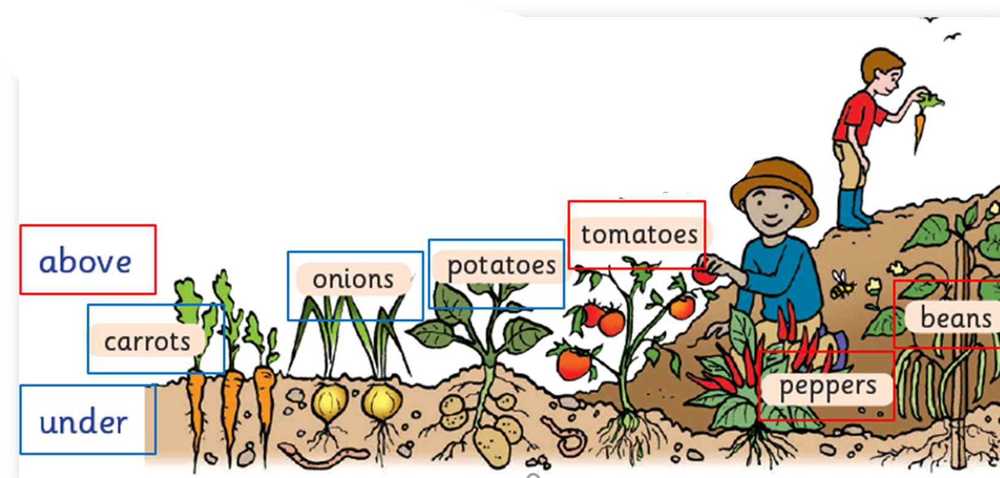 above
under
carrots
onions
potatoes
tomatoes
peppers
beans